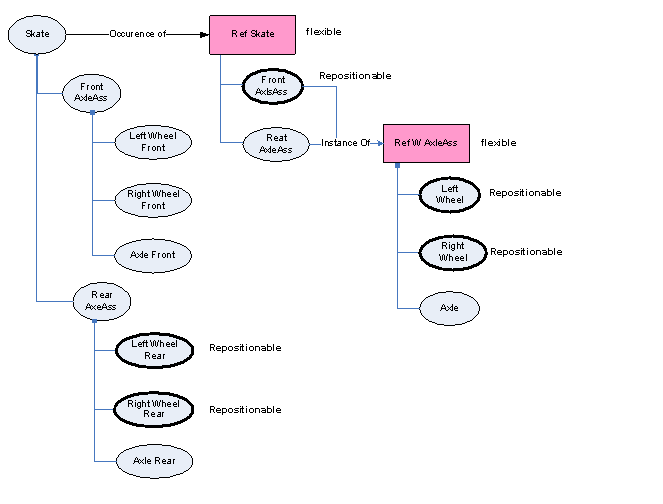 Skate
Occurence of
Ref Skate
flexible
Front
AxleAss
Front
AxlsAss
Repositionable
Left Wheel
Front
Reat
AxleAss
Instance Of
Ref W AxleAss
flexible
Right Wheel
Front
Left
Wheel
Repositionable
Axle Front
Right
Wheel
Repositionable
Rear
AxeAss
Axle
Left Wheel
Rear
Repositionable
Right Wheel
Rear
Repositionable
Axle Rear